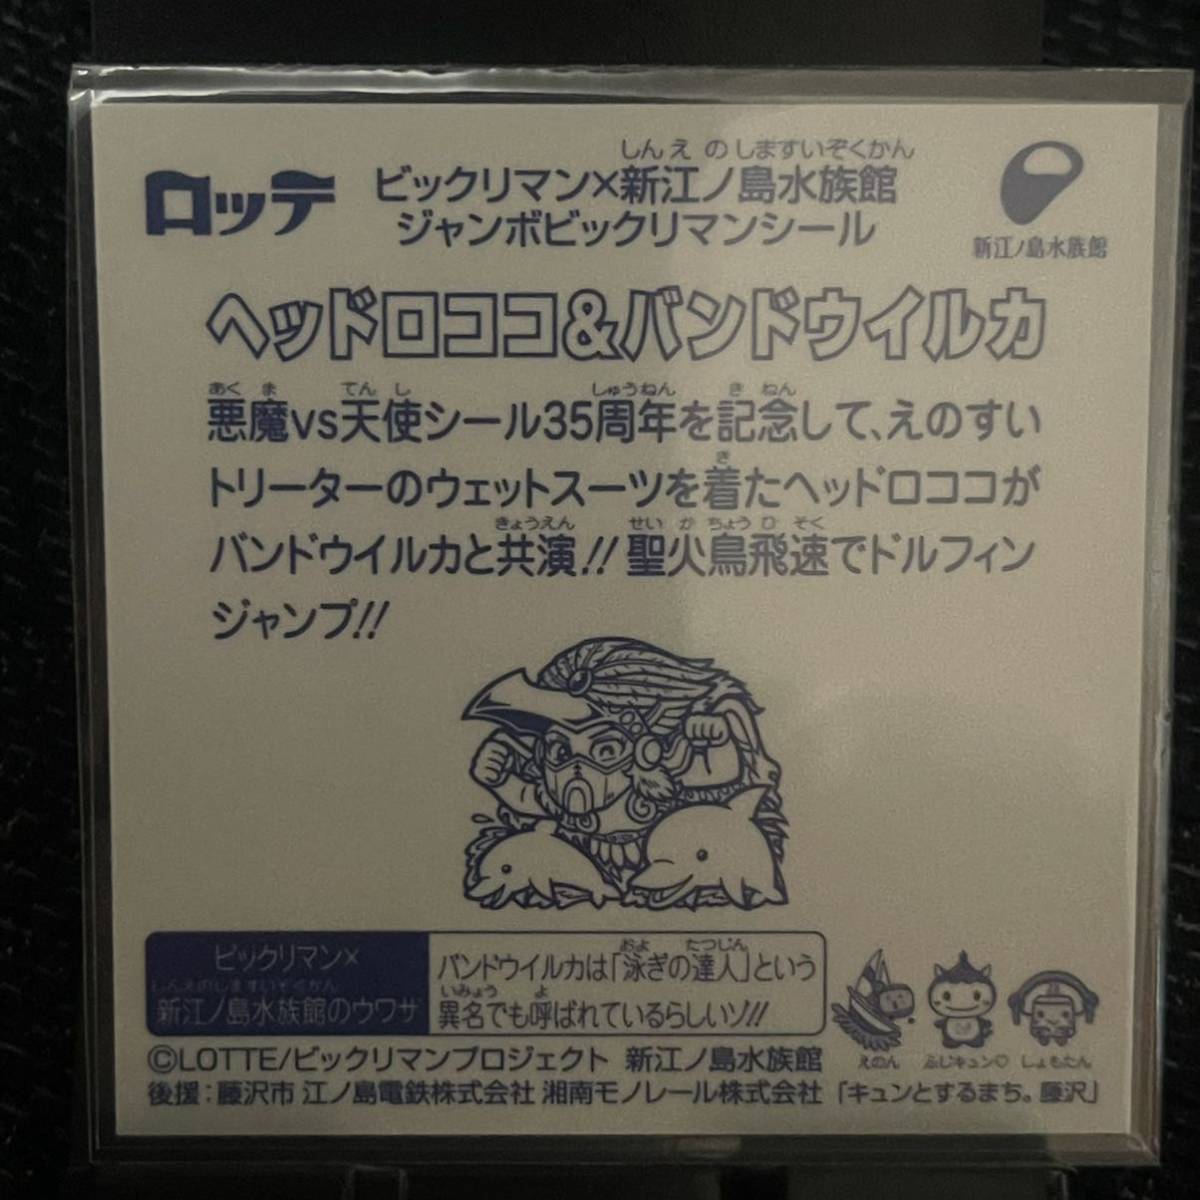 ロッテ
しんえのしますいぞくかん
ビックリマン×新江ノ島水族館
ジャンボビックリマンシール
新江ノ島水族館
ヘッドロココ&バンドウイルカ
あくま てんし しゅうねん きねん
悪魔vs天使シール35周年を記念して、えのすい
き
トリーターのウェットスーツを着たヘッドロココが
きょうえん せいかちょうひそく
バンドウイルカと共演!! 聖火鳥飛速でドルフィン
ジャンプ!!
ビックリマン×
しんえのしますいぞくかん
新江ノ島水族館のウワサ
およ たつじん
バンドウイルカは「泳ぎの達人」という
いみょう よ
異名でも呼ばれているらしいゾ!!
えのん ふじキュン♡ しょもたん
©LOTTE/ビックリマンプロジェクト 新江ノ島水族館
後援:藤沢市 江ノ島電鉄株式会社 湘南モノレール株式会社 「キュンとするまち。藤沢」